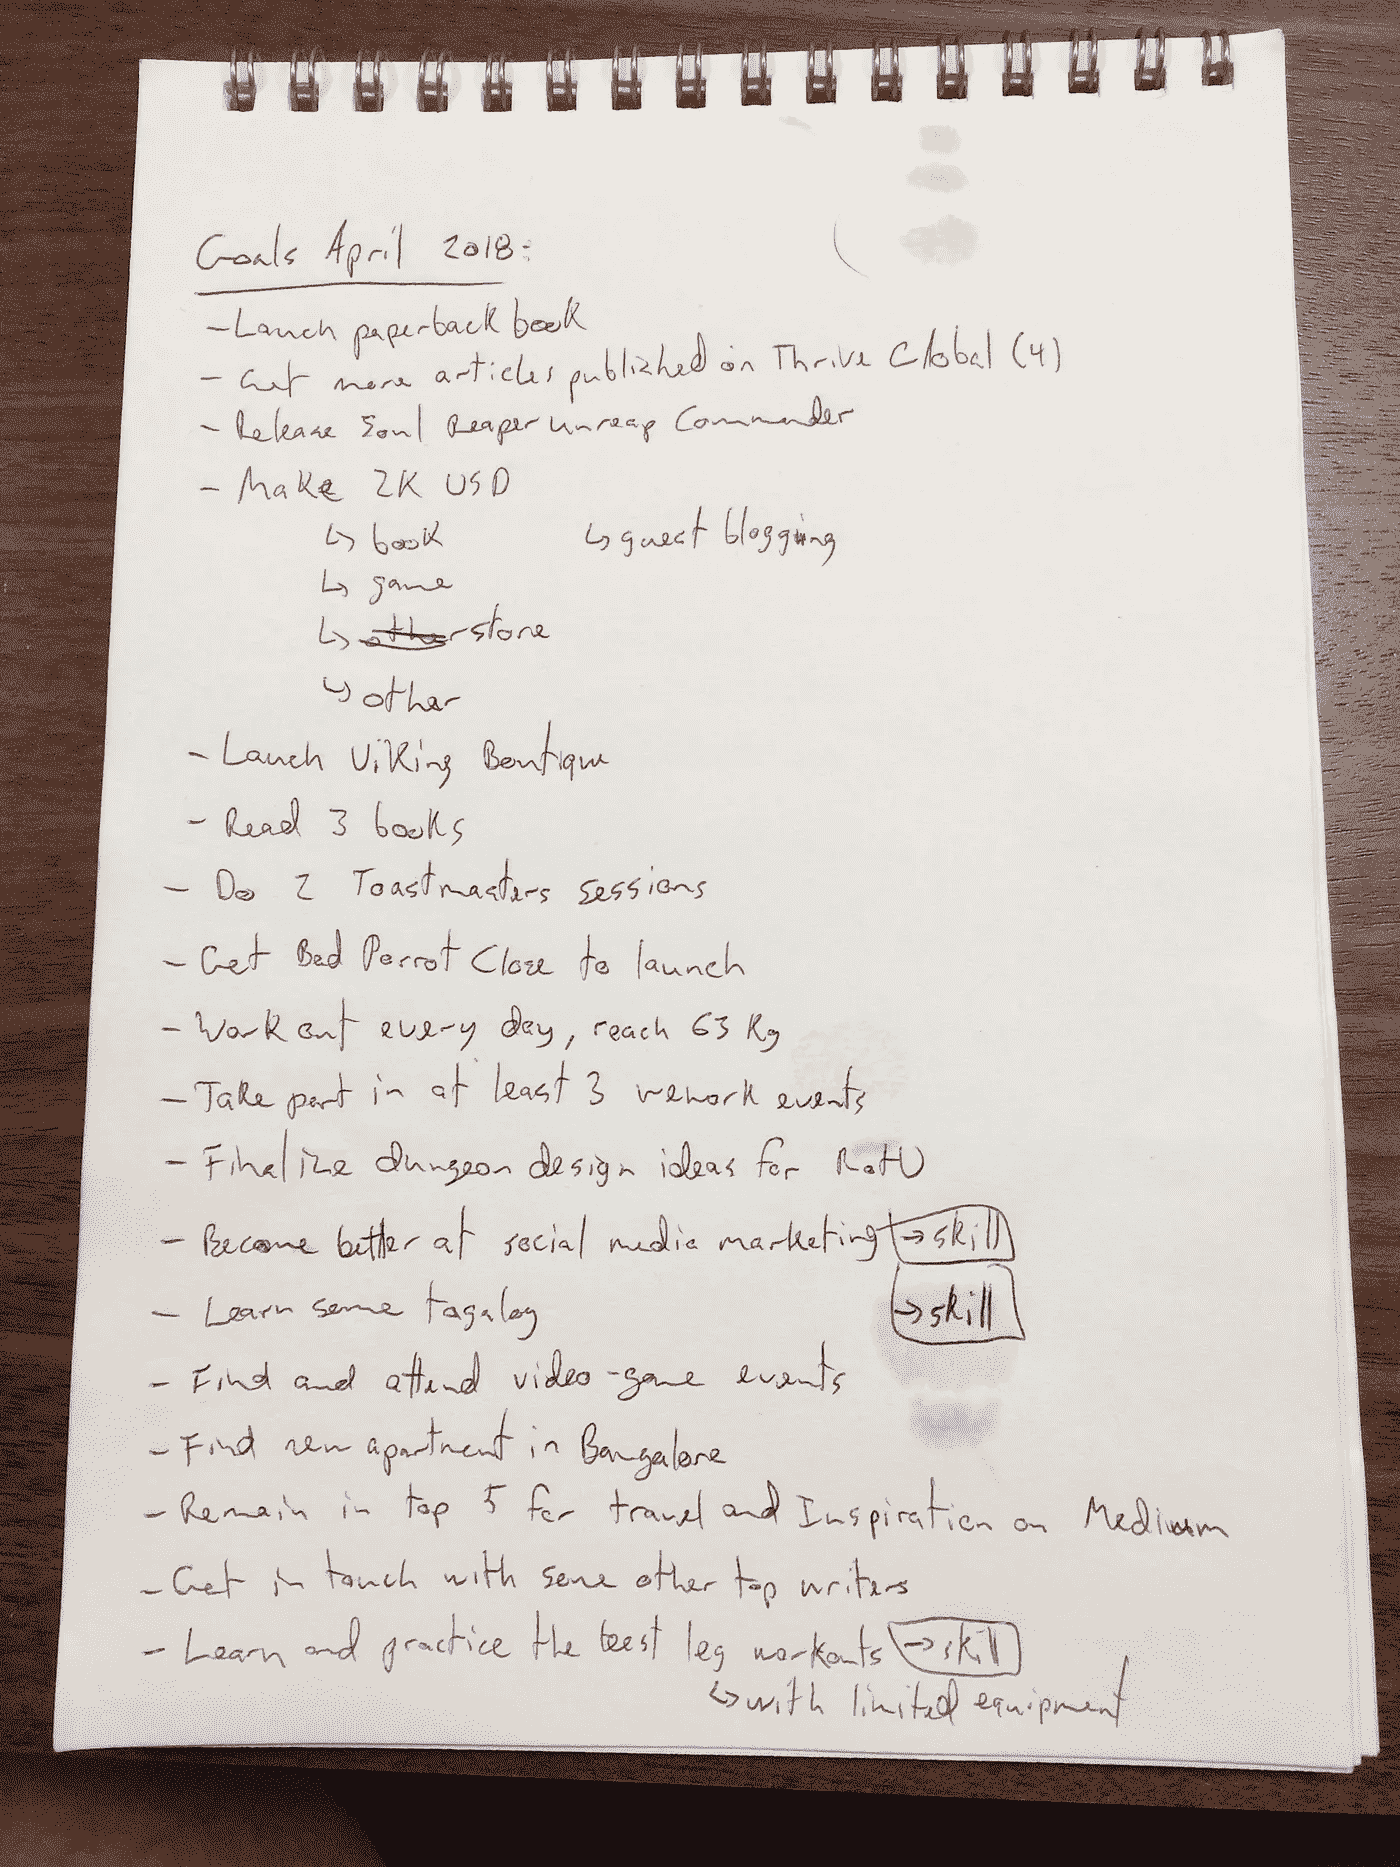 Goals April 2018:
- Launch paperback book
- Get more articles published on Thrive Global (4)
- Release Soul Reaper Unreap Commander
- Make 2K USD
↳ book ↳ guest blogging
↳ game
↳ store
↳ other
- Launch Viking Boutique
- Read 3 books
- Do 2 Toastmasters sessions
- Get Bad Parrot Close to launch
- Work out every day, reach 63 Kg
- Take part in at least 3 wework events
- Finalize dungeon design ideas for RotU
- Become better at social media marketing → skill
- Learn some tagalog → skill
- Find and attend video-game events
- Find new apartment in Bangalore
- Remain in top 5 for travel and Inspiration on Medium
- Get in touch with some other top writers
- Learn and practice the best leg workouts → skill
↳ with limited equipment